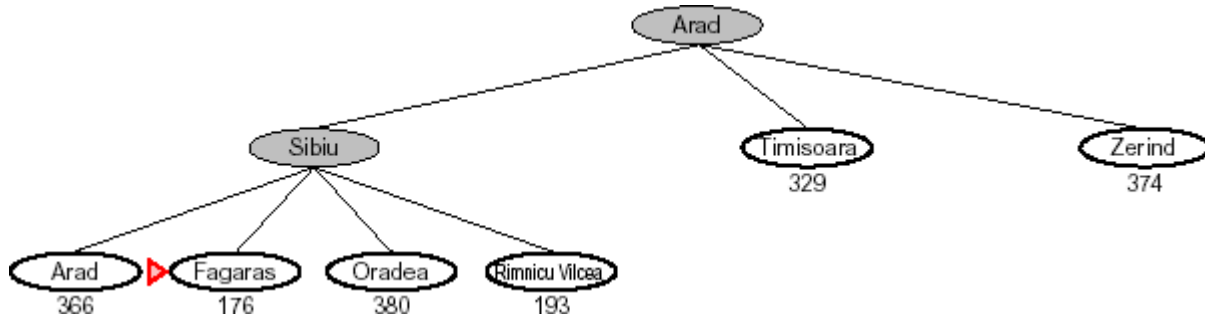 Arad
Sibiu
Timisoara
Zerind
329
374
Arad
Fagaras
Oradea
Rimnicu Vilcea
366
176
380
193